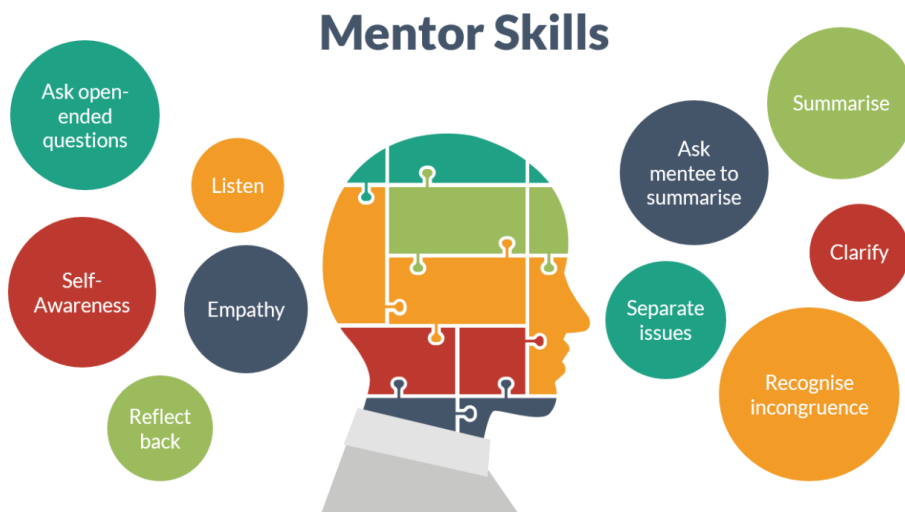 Mentor Skills
Ask open-
ended
questions
Listen
Self-
Awareness
Empathy
Reflect
back
Summarise
Ask
mentee to
summarise
Clarify
Separate
issues
Recognise
incongruence